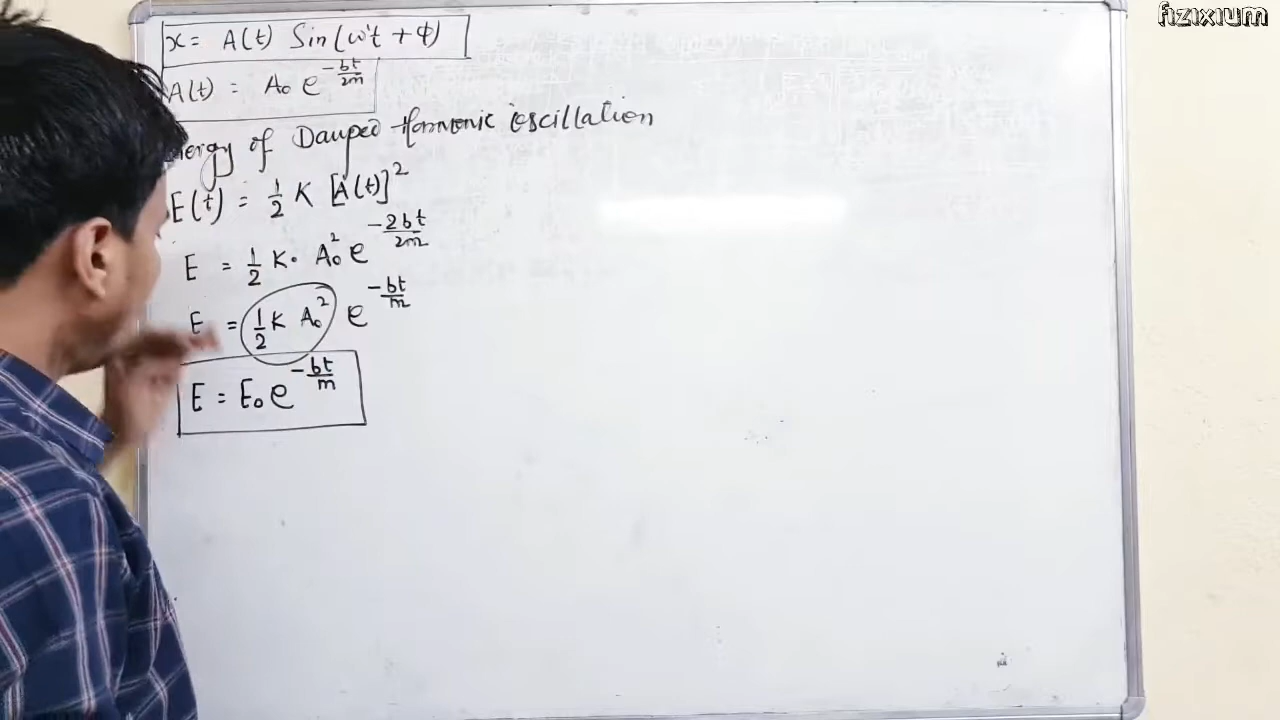 fizixium
x = A(t) Sin(ω't + φ)
A(t) = A₀ e^(-bt/2m)
nergy of Damped Harmonic oscillation
E(t) = 1/2 K [A(t)]²
E = 1/2 K · A₀² e^(-2bt/2m)
E = 1/2 K A₀² e^(-bt/m)
E = E₀ e^(-bt/m)